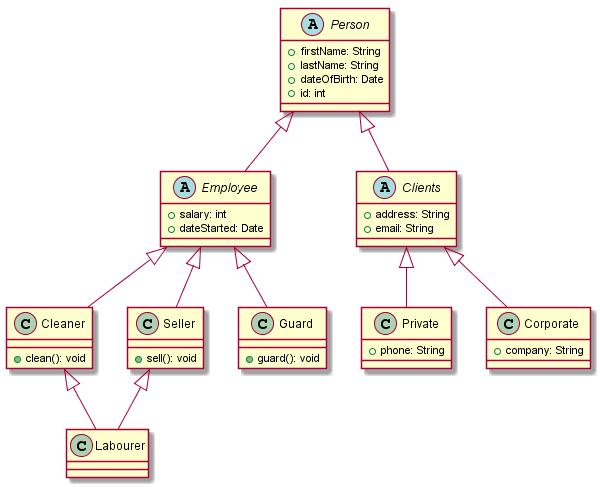 A Person
firstName: String
lastName: String
dateOfBirth: Date
id: int
A Employee
salary: int
dateStarted: Date
A Clients
address: String
email: String
C Cleaner
clean(): void
C Seller
sell(): void
C Guard
guard(): void
C Private
phone: String
C Corporate
company: String
C Labourer